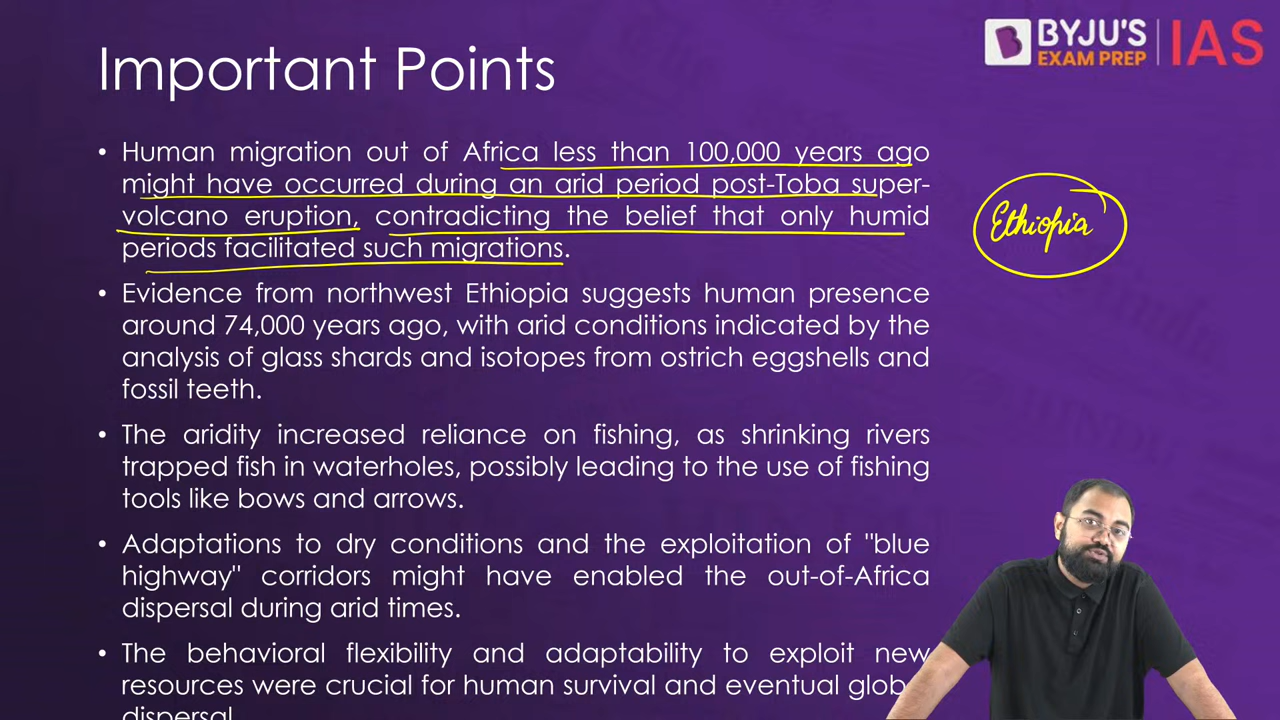 Important Points
BYJU'S
EXAM PREP
IAS
• Human migration out of Africa less than 100,000 years ago
might have occurred during an arid period post-Toba super-
volcano eruption, contradicting the belief that only humid
periods facilitated such migrations.
Ethiopia
• Evidence from northwest Ethiopia suggests human presence
around 74,000 years ago, with arid conditions indicated by the
analysis of glass shards and isotopes from ostrich eggshells and
fossil teeth.
• The aridity increased reliance on fishing, as shrinking rivers
trapped fish in waterholes, possibly leading to the use of fishing
tools like bows and arrows.
• Adaptations to dry conditions and the exploitation of "blue
highway" corridors might have enabled the out-of-Africa
dispersal during arid times.
• The behavioral flexibility and adaptability to exploit new
resources were crucial for human survival and eventual glob
dispersal